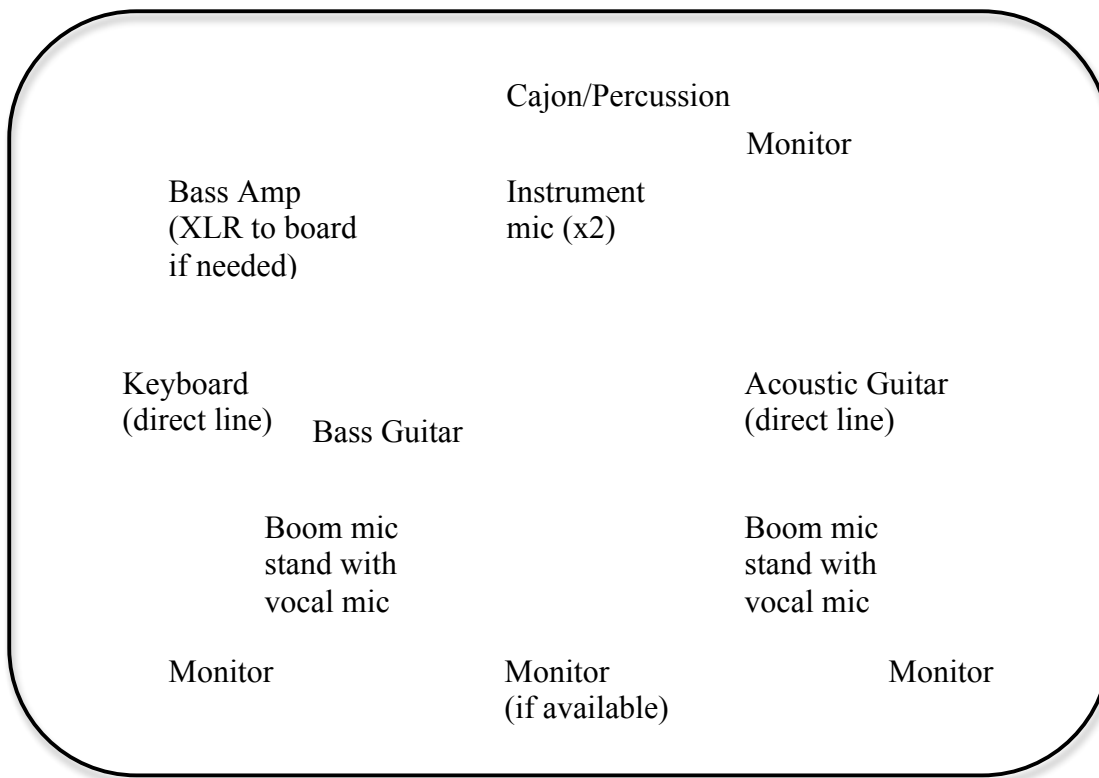 Cajon/Percussion
Monitor
Bass Amp
(XLR to board
if needed)
Instrument
mic (x2)
Keyboard
(direct line)
Bass Guitar
Acoustic Guitar
(direct line)
Boom mic
stand with
vocal mic
Boom mic
stand with
vocal mic
Monitor
Monitor
(if available)
Monitor